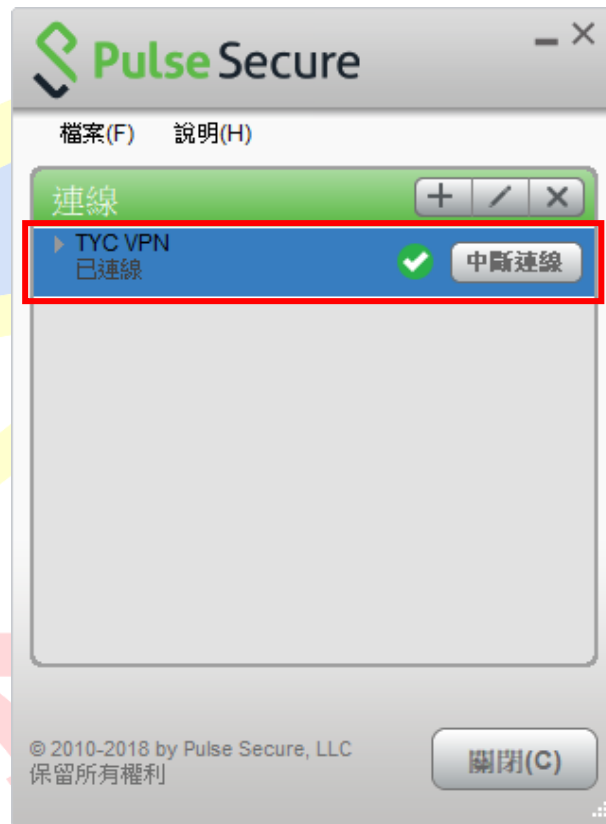 Pulse Secure
檔案(F) 說明(H)
連線
TYC VPN
已連線
中斷連線
© 2010-2018 by Pulse Secure, LLC
保留所有權利
關閉(C)